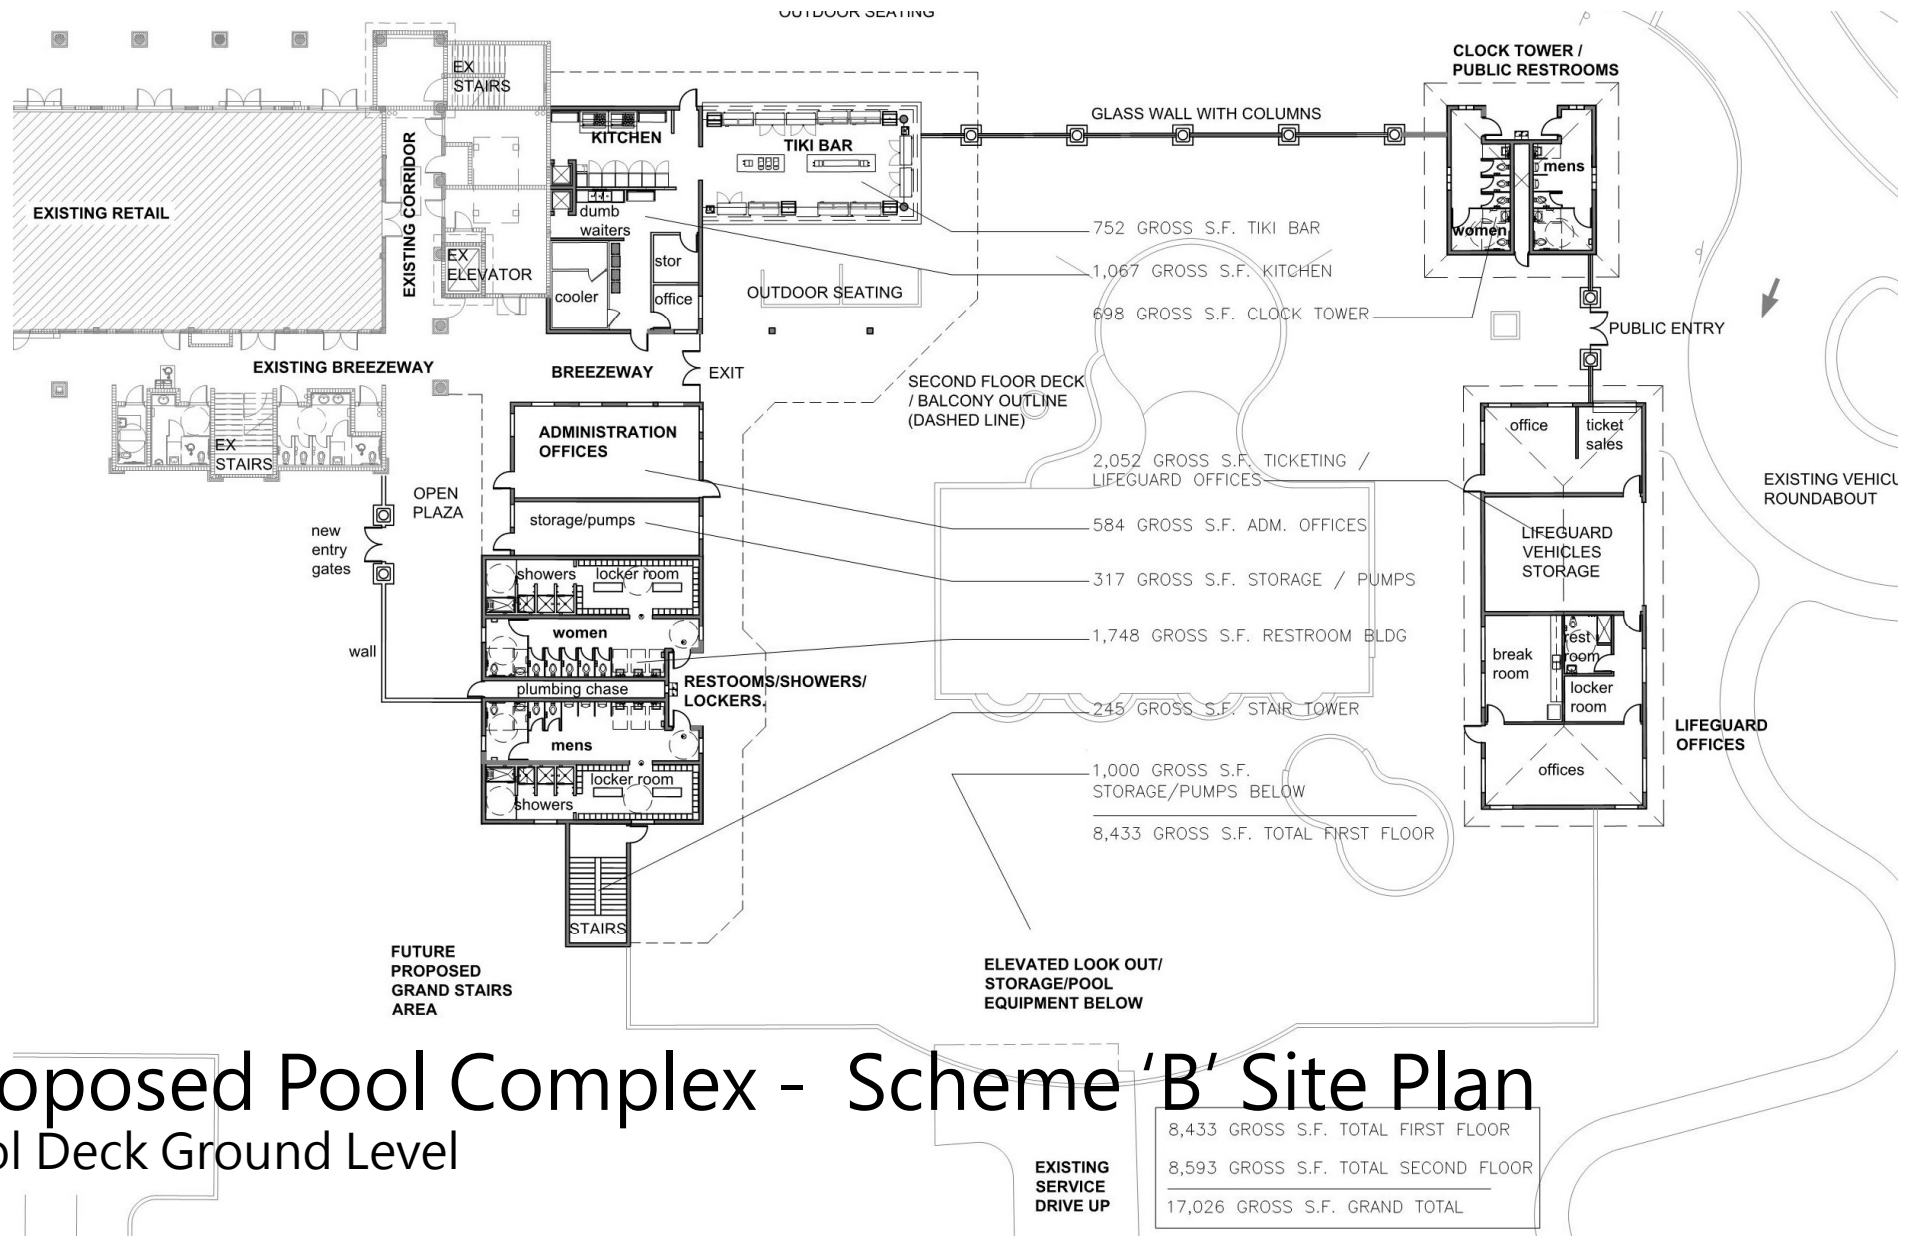 OUTDOOR SEATING
CLOCK TOWER /
PUBLIC RESTROOMS
EX
STAIRS
GLASS WALL WITH COLUMNS
KITCHEN
TIKI BAR
mens
EXISTING CORRIDOR
EXISTING RETAIL
dumb
waiters
women
752 GROSS S.F. TIKI BAR
EX
ELEVATOR
stor
1,067 GROSS S.F. KITCHEN
cooler
office
OUTDOOR SEATING
698 GROSS S.F. CLOCK TOWER
PUBLIC ENTRY
EXISTING BREEZEWAY
BREEZEWAY
EXIT
SECOND FLOOR DECK
/ BALCONY OUTLINE
(DASHED LINE)
EX
STAIRS
ADMINISTRATION
OFFICES
office
ticket
sales
2,052 GROSS S.F. TICKETING /
LIFEGUARD OFFICES
EXISTING VEHICU
ROUNDABOUT
OPEN
PLAZA
storage/pumps
584 GROSS S.F. ADM. OFFICES
new
entry
gates
LIFEGUARD
VEHICLES
STORAGE
showers
locker room
317 GROSS S.F. STORAGE / PUMPS
women
1,748 GROSS S.F. RESTROOM BLDG
wall
rest
room
break
room
plumbing chase
RESTOOMS/SHOWERS/
LOCKERS.
locker
room
245 GROSS S.F. STAIR TOWER
LIFEGUARD
OFFICES
mens
offices
locker room
showers
1,000 GROSS S.F.
STORAGE/PUMPS BELOW
8,433 GROSS S.F. TOTAL FIRST FLOOR
STAIRS
FUTURE
PROPOSED
GRAND STAIRS
AREA
ELEVATED LOOK OUT/
STORAGE/POOL
EQUIPMENT BELOW
oposed Pool Complex - Scheme ‘B’ Site Plan
ol Deck Ground Level
8,433 GROSS S.F. TOTAL FIRST FLOOR
8,593 GROSS S.F. TOTAL SECOND FLOOR
17,026 GROSS S.F. GRAND TOTAL
EXISTING
SERVICE
DRIVE UP